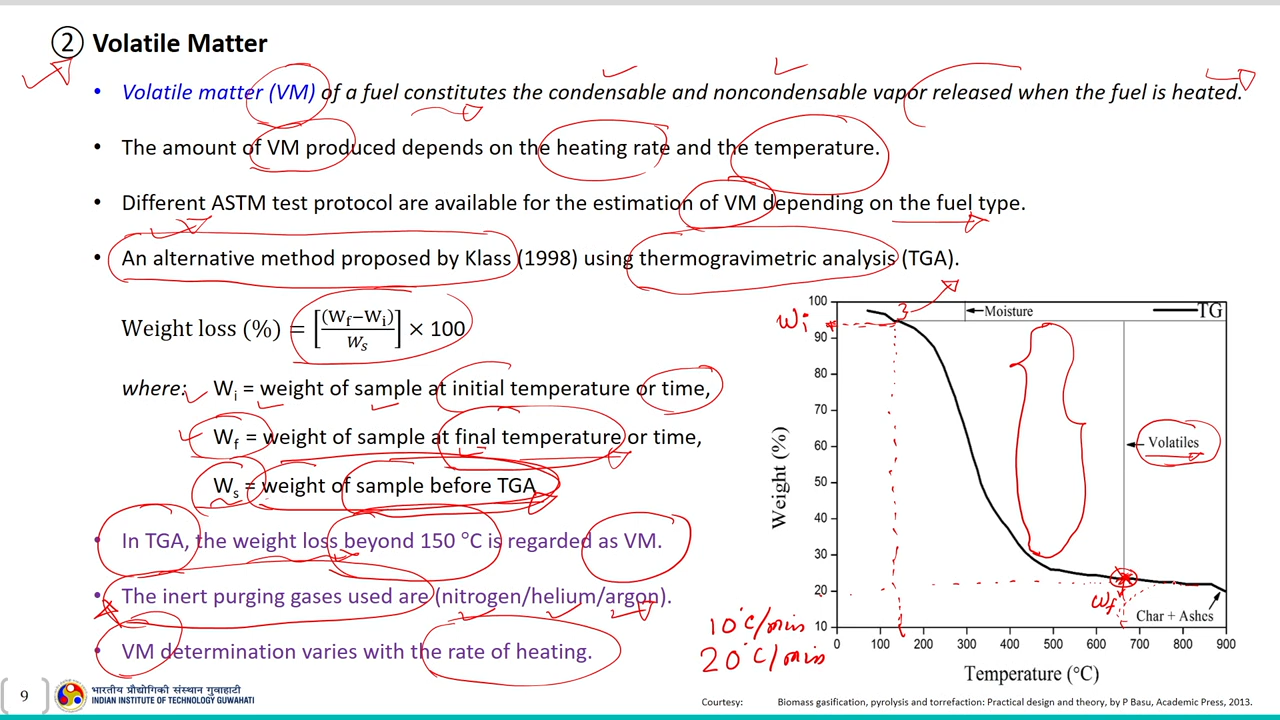 ② Volatile Matter
• Volatile matter (VM) of a fuel constitutes the condensable and noncondensable vapor released when the fuel is heated.
• The amount of VM produced depends on the heating rate and the temperature.
• Different ASTM test protocol are available for the estimation of VM depending on the fuel type.
• An alternative method proposed by Klass (1998) using thermogravimetric analysis (TGA).
Weight loss (%) = [(W_f−W_i)/W_s] × 100
where: W_i = weight of sample at initial temperature or time,
W_f = weight of sample at final temperature or time,
W_s = weight of sample before TGA
• In TGA, the weight loss beyond 150 °C is regarded as VM.
• The inert purging gases used are (nitrogen/helium/argon).
• VM determination varies with the rate of heating.
10°C/min
20°C/min
Wi
3
Moisture
TG
Volatiles
Wf
Char + Ashes
Weight (%)
100
90
80
70
60
50
40
30
20
10
0 100 200 300 400 500 600 700 800 900
Temperature (°C)
9
भारतीय प्रौद्योगिकी संस्थान गुवाहाटी
INDIAN INSTITUTE OF TECHNOLOGY GUWAHATI
Courtesy: Biomass gasification, pyrolysis and torrefaction: Practical design and theory, by P Basu, Academic Press, 2013.